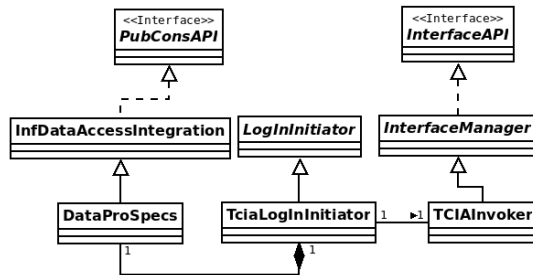 <<Interface>>
PubConsAPI
<<Interface>>
InterfaceAPI
InfDataAccessIntegration
LogInInitiator
InterfaceManager
DataProSpecs
TciaLogInInitiator
1
1
TCIAInvoker
1
1